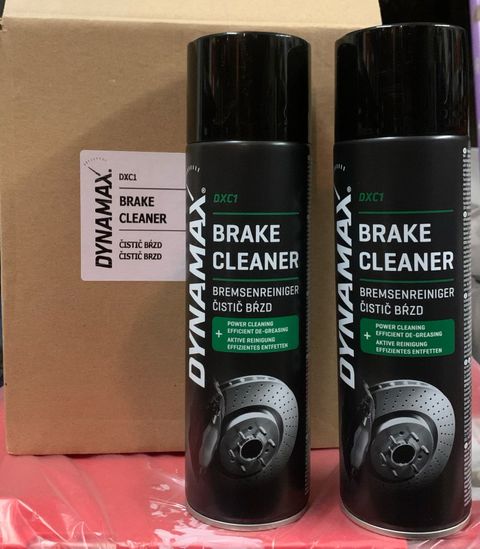 DYNAMAX®
DXC1
BRAKE
CLEANER
ČISTIČ BŔZD
ČISTIČ BRZD
DYNAMAX®
DXC1
BRAKE
CLEANER
BREMSENREINIGER
ČISTIČ BŔZD
+
POWER CLEANING
EFFICIENT DE-GREASING
AKTIVE REINIGUNG
EFFIZIENTES ENTFETTEN
DYNAMAX®
DXC1
BRAKE
CLEANER
BREMSENREINIGER
ČISTIČ BŔZD
+
POWER CLEANING
EFFICIENT DE-GREASING
AKTIVE REINIGUNG
EFFIZIENTES ENTFETTEN